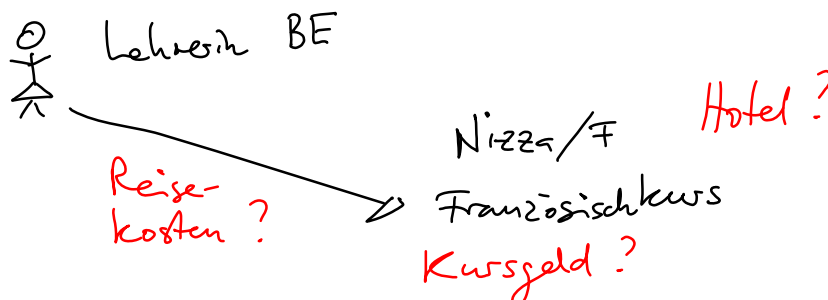 Lehrerin BE
Hotel ?
Nizza/F
Französischkurs
Reise-
kosten ?
Kursgeld ?